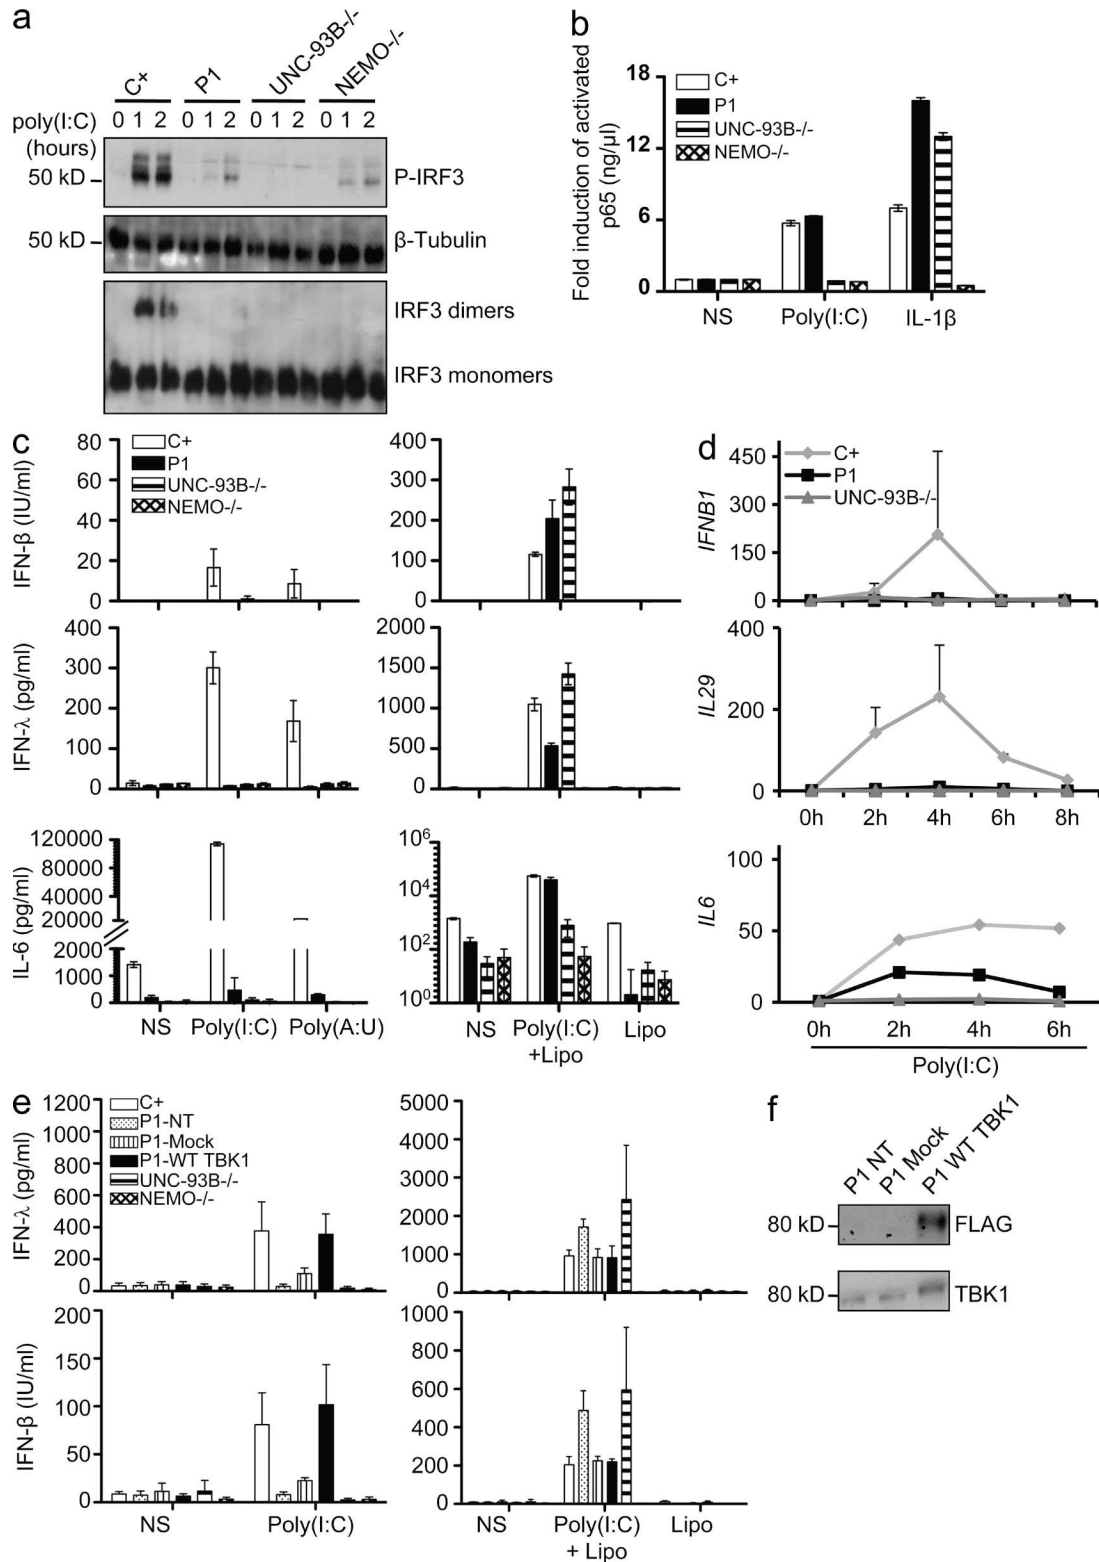 a
C+ P1 UNC-93B-/- NEMO-/-
poly(I:C) 0 1 2 0 1 2 0 1 2 0 1 2
(hours)
50 kD P-IRF3
50 kD β-Tubulin
IRF3 dimers
IRF3 monomers
b
C+
P1
UNC-93B-/-
NEMO-/-
Fold induction of activated
p65 (ng/µl)
18
12
6
0
NS Poly(I:C) IL-1β
c
C+
P1
UNC-93B-/-
NEMO-/-
IFN-β (IU/ml)
80
60
40
20
0
400
300
200
100
0
IFN-λ (pg/ml)
400
300
200
100
0
2000
1500
1000
500
0
IL-6 (pg/ml)
120000
100000
80000
60000
40000
20000
2000
1000
0
NS Poly(I:C) Poly(A:U)
10⁶
10⁴
10²
10⁰
NS Poly(I:C) Lipo
+Lipo
d
C+
P1
UNC-93B-/-
IFNB1
450
300
150
0
IL29
400
200
0
0h 2h 4h 6h 8h
IL6
100
50
0
0h 2h 4h 6h
Poly(I:C)
e
C+
P1-NT
P1-Mock
P1-WT TBK1
UNC-93B-/-
NEMO-/-
IFN-λ (pg/ml)
1200
1000
800
600
400
200
0
5000
4000
3000
2000
1000
0
IFN-β (IU/ml)
200
150
100
50
0
NS Poly(I:C)
1000
800
600
400
200
0
NS Poly(I:C) Lipo
+ Lipo
f
P1 NT P1 Mock P1 WT TBK1
80 kD FLAG
80 kD TBK1